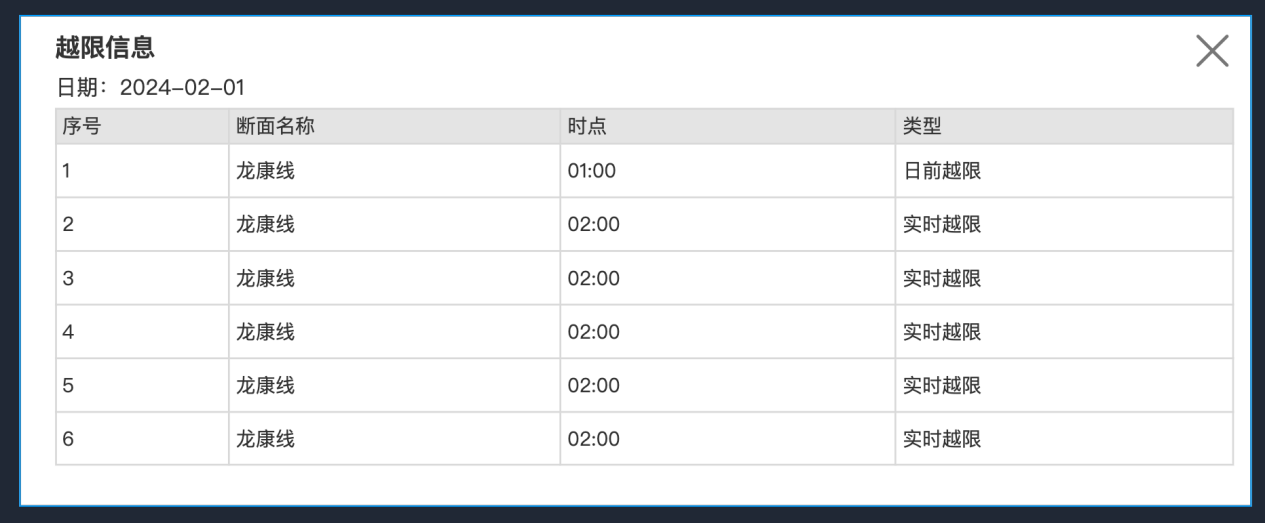 越限信息
日期：2024-02-01
序号 断面名称 时点 类型
1 龙康线 01:00 日前越限
2 龙康线 02:00 实时越限
3 龙康线 02:00 实时越限
4 龙康线 02:00 实时越限
5 龙康线 02:00 实时越限
6 龙康线 02:00 实时越限